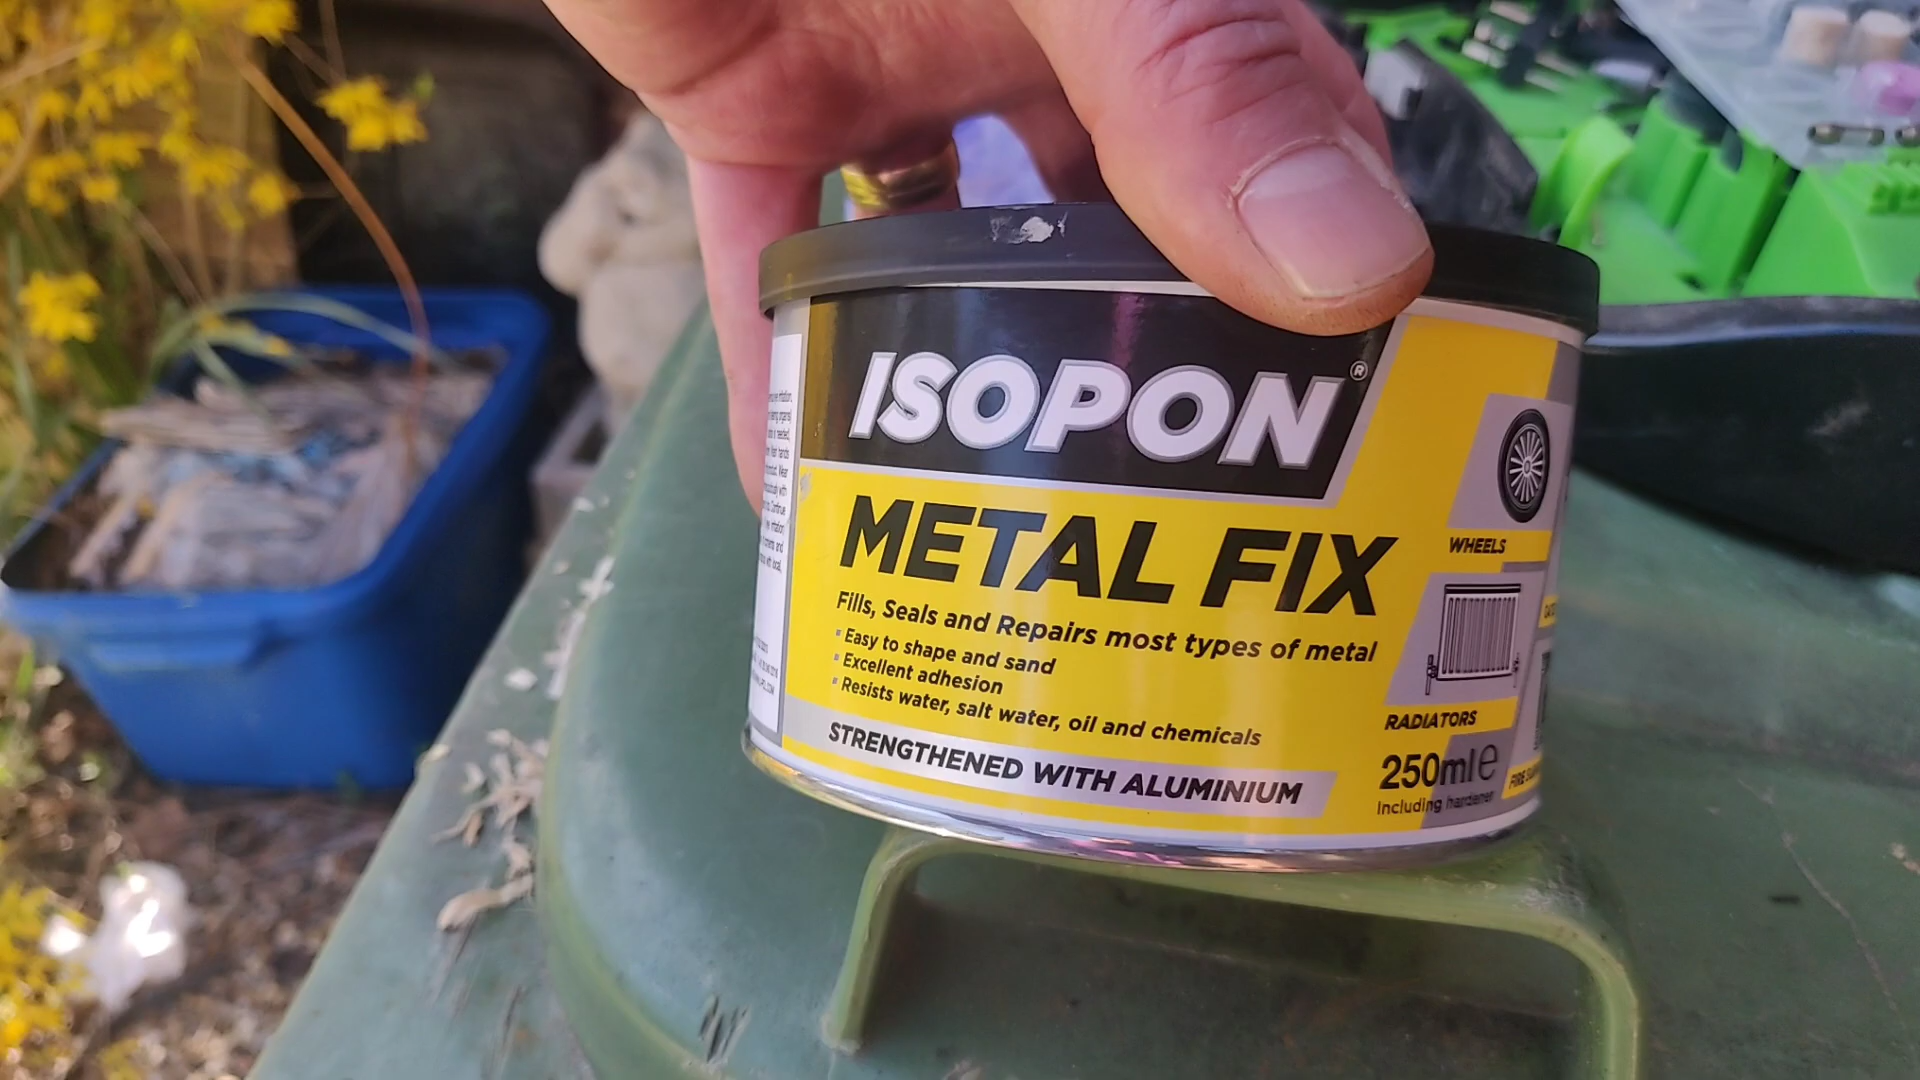 ISOPON®
METAL FIX
Fills, Seals and Repairs most types of metal
Easy to shape and sand
Excellent adhesion
Resists water, salt water, oil and chemicals
STRENGTHENED WITH ALUMINIUM
WHEELS
RADIATORS
250ml e
Including hardener
FIRE